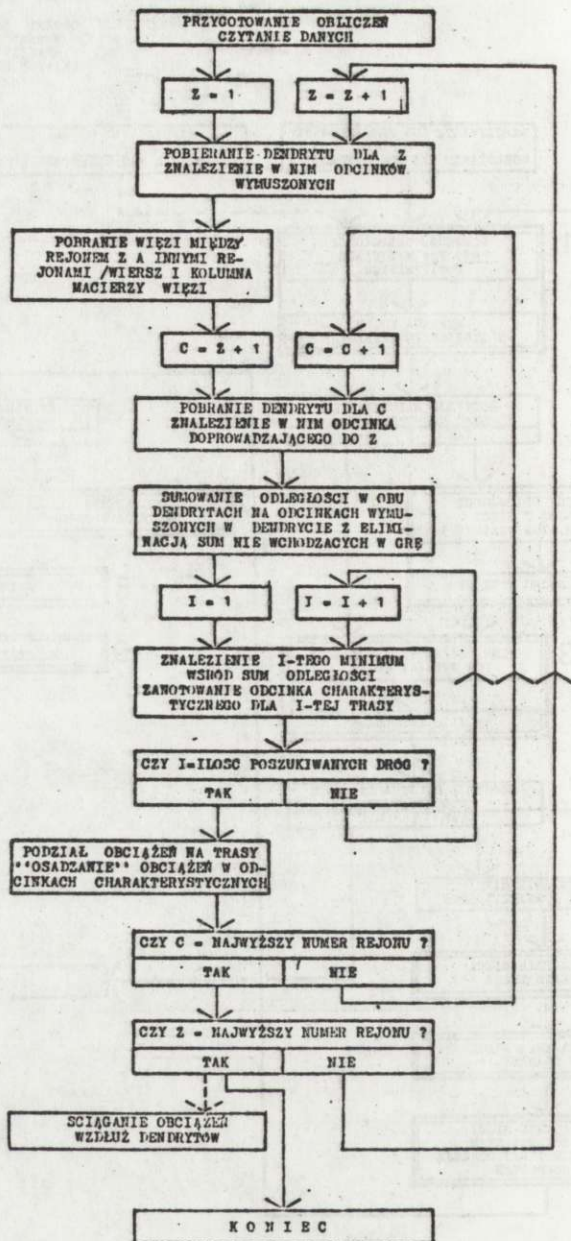 PRZYGOTOWANIE OBLICZEŃ
CZYTANIE DANYCH
Z = 1
Z = Z + 1
POBIERANIE DENDRYTU DLA Z
ZNALEZIENIE W NIM ODCINKÓW
WYMUSZONYCH
POBRANIE WIĘZI MIĘDZY
REJONEM Z A INNYMI RE-
JONAMI /WIERSZ I KOLUMNA
MACIERZY WIĘZI
C = Z + 1
C = C + 1
POBRANIE DENDRYTU DLA C
ZNALEZIENIE W NIM ODCINKA
DOPROWADZAJĄCEGO DO Z
SUMOWANIE ODLEGŁOŚCI W OBU
DENDRYTACH NA ODCINKACH WYMU-
SZONYCH W DENDRYCIE Z ELIMI-
NACJĄ SUM NIE WCHODZACYCH W GRĘ
I = 1
I = I + 1
ZNALEZIENIE I-TEGO MINIMUM
WŚROD SUM ODLEGŁOŚCI
ZANOTOWANIE ODCINKA CHARAKTERYS-
TYCZNEGO DLA I-TEJ TRASY
CZY I=ILOŚC POSZUKIWANYCH DRÓG ?
TAK NIE
PODZIAŁ OBCIĄŻEŃ NA TRASY
''OSADZANIE'' OBCIĄŻEŃ W OD-
CINKACH CHARAKTERYSTYCZNYCH
CZY C = NAJWYŻSZY NUMER REJONU ?
TAK NIE
CZY Z = NAJWYŻSZY NUMER REJONU ?
TAK NIE
SCIĄGANIE OBCIĄŻEŃ
WZDŁUŻ DENDRYTÓW
K O N I E C